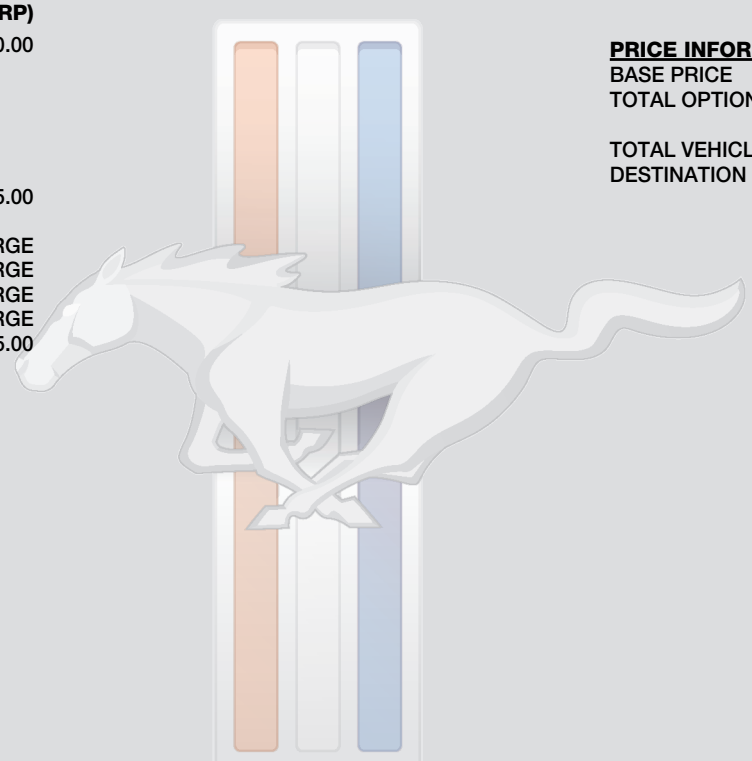 RP)
0.00
5.00
RGE
RGE
RGE
RGE
5.00
PRICE INFOR
BASE PRICE
TOTAL OPTION
TOTAL VEHICL
DESTINATION